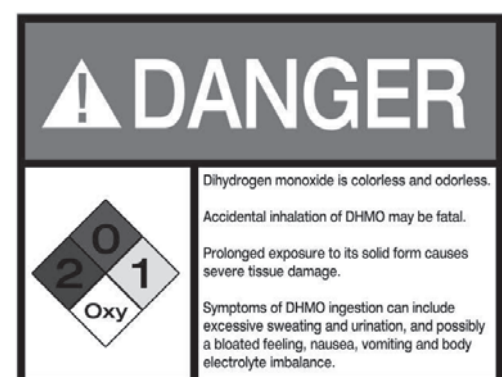 DANGER
Dihydrogen monoxide is colorless and odorless.
Accidental inhalation of DHMO may be fatal.
Prolonged exposure to its solid form causes
severe tissue damage.
Symptoms of DHMO ingestion can include
excessive sweating and urination, and possibly
a bloated feeling, nausea, vomiting and body
electrolyte imbalance.
0
2 1
Oxy